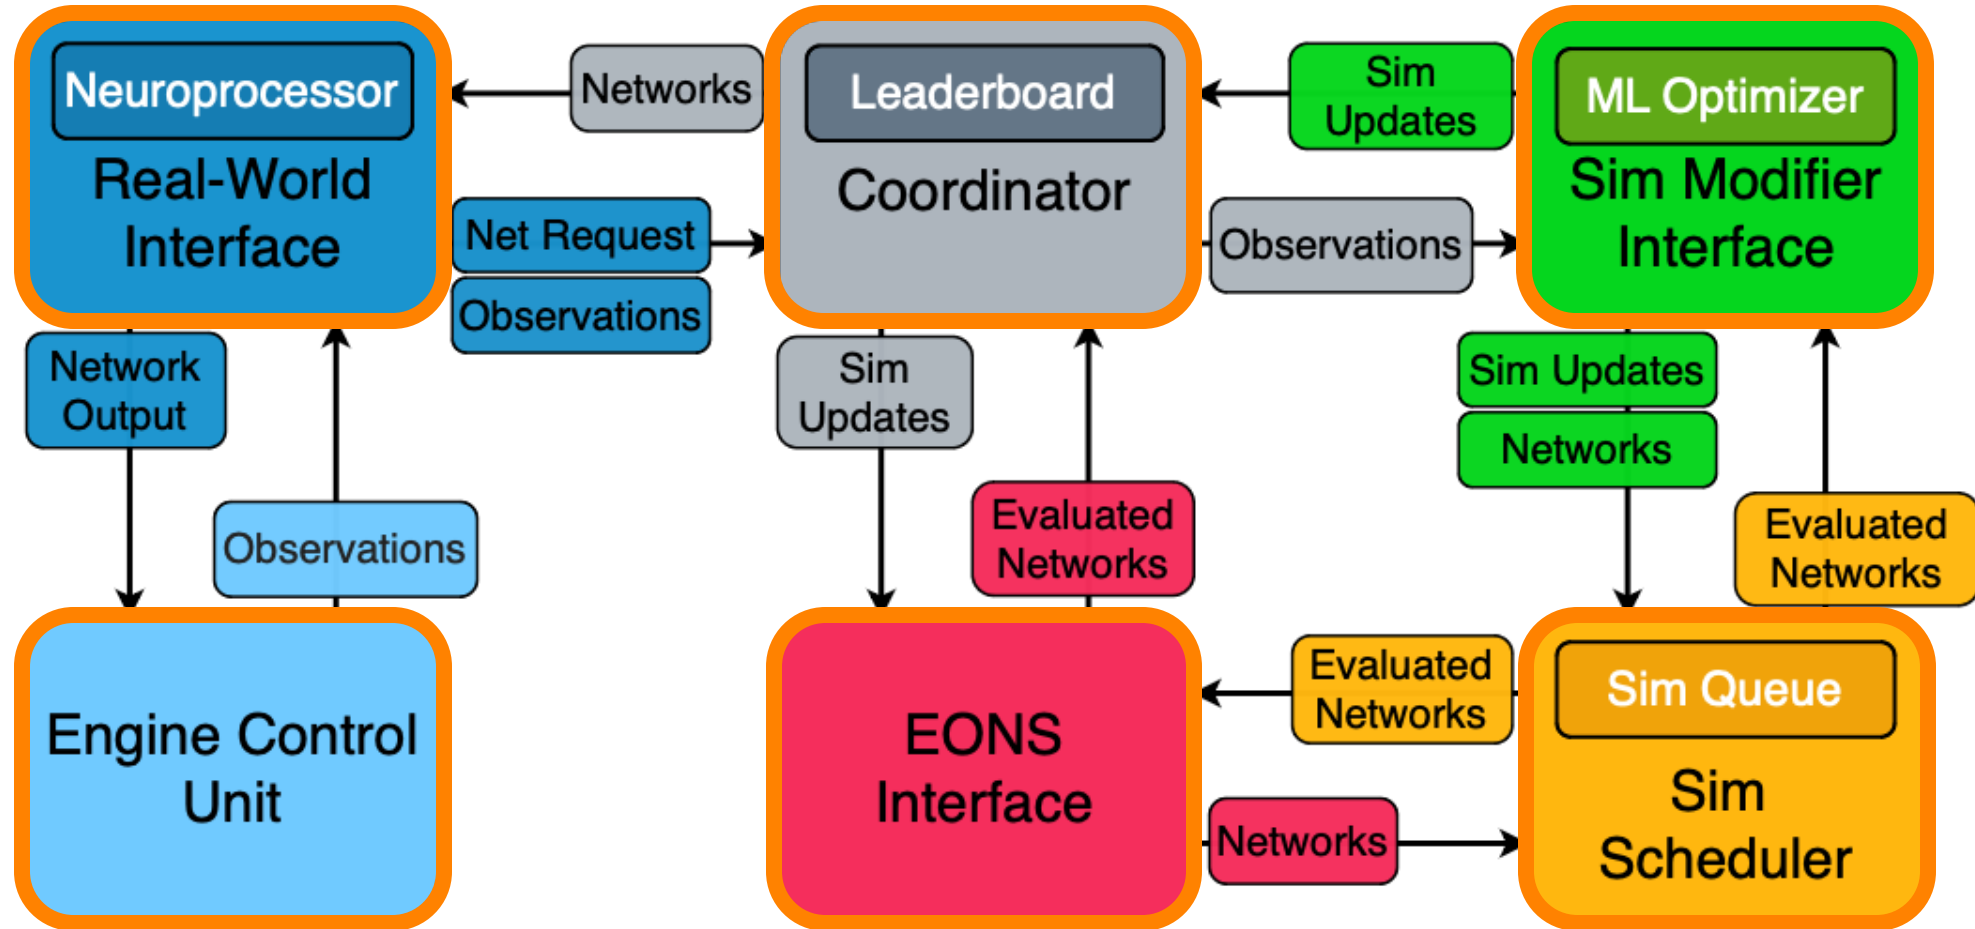 Neuroprocessor
Real-World
Interface
Networks
Leaderboard
Coordinator
Sim
Updates
ML Optimizer
Sim Modifier
Interface
Net Request
Observations
Observations
Network
Output
Observations
Sim
Updates
Evaluated
Networks
Sim Updates
Networks
Evaluated
Networks
Engine Control
Unit
EONS
Interface
Evaluated
Networks
Networks
Sim Queue
Sim
Scheduler